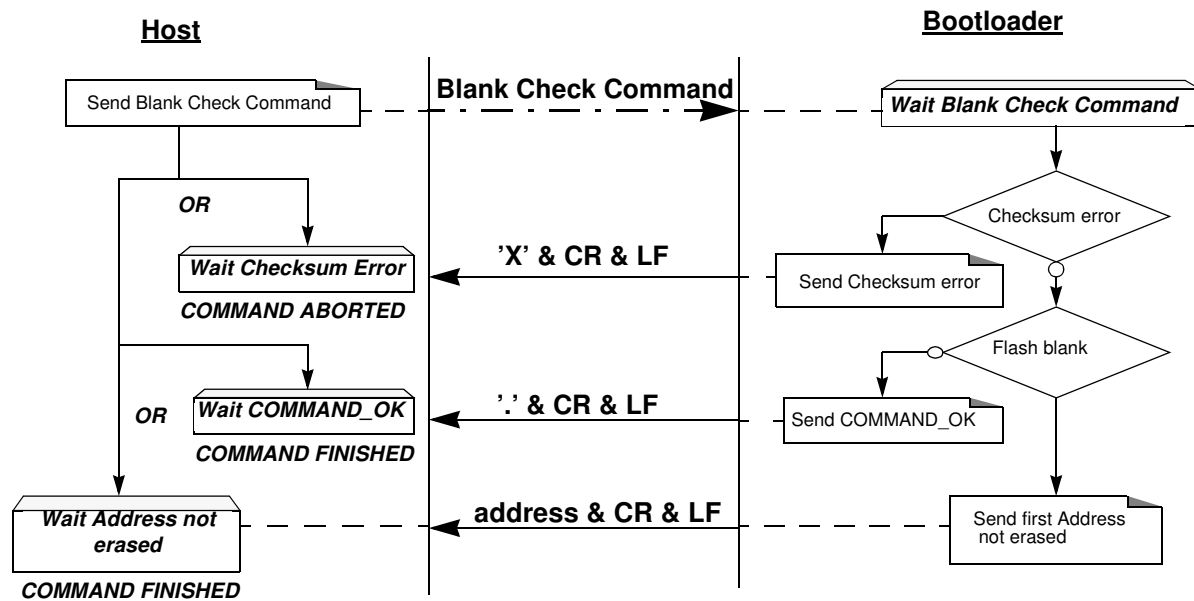 Host
Bootloader
Send Blank Check Command
Blank Check Command
Wait Blank Check Command
OR
Checksum error
Wait Checksum Error
'X' & CR & LF
Send Checksum error
COMMAND ABORTED
Flash blank
OR
Wait COMMAND_OK
'.' & CR & LF
Send COMMAND_OK
COMMAND FINISHED
Wait Address not
erased
address & CR & LF
Send first Address
not erased
COMMAND FINISHED